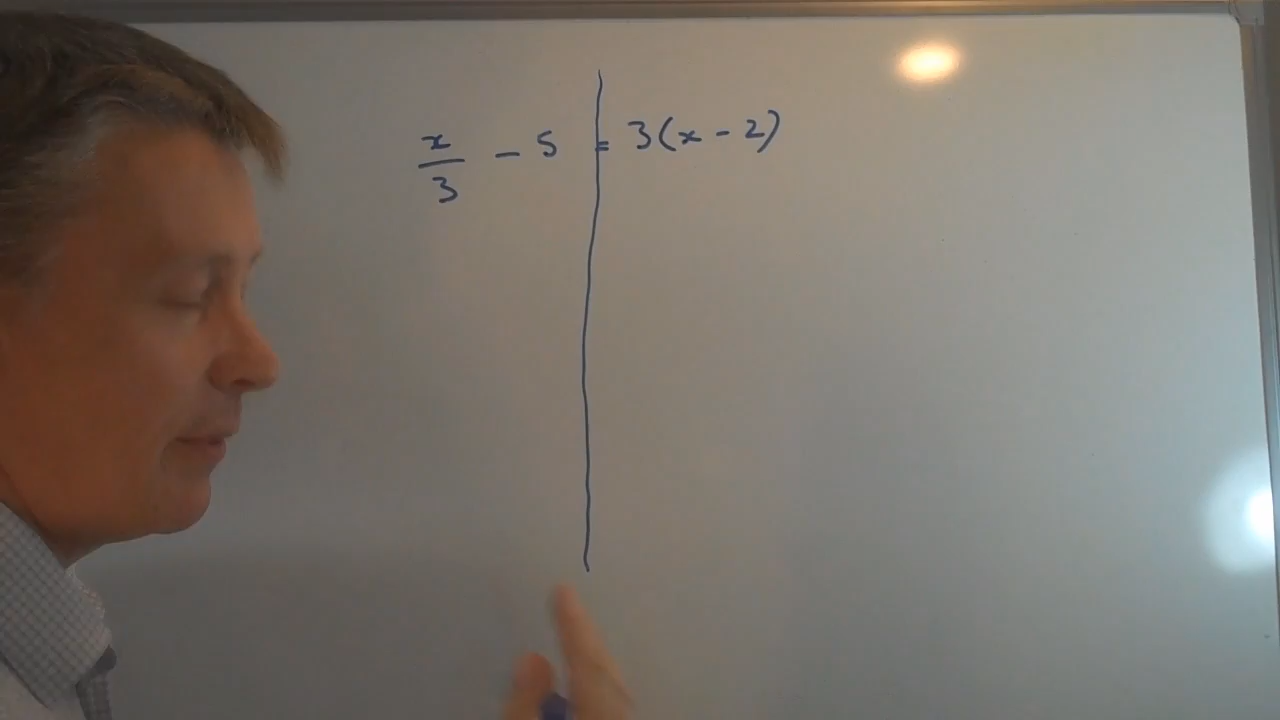 x/3 - 5 = 3(x - 2)